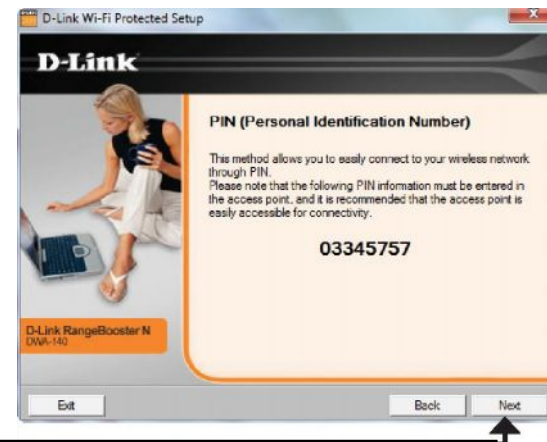 D-Link Wi-Fi Protected Setup
D-Link
PIN (Personal Identification Number)
This method allows you to easily connect to your wireless network
through PIN.
Please note that the following PIN information must be entered in
the access point, and it is recommended that the access point is
easily accessible for connectivity.
03345757
D-Link RangeBooster N
DWA-140
Exit
Back
Next